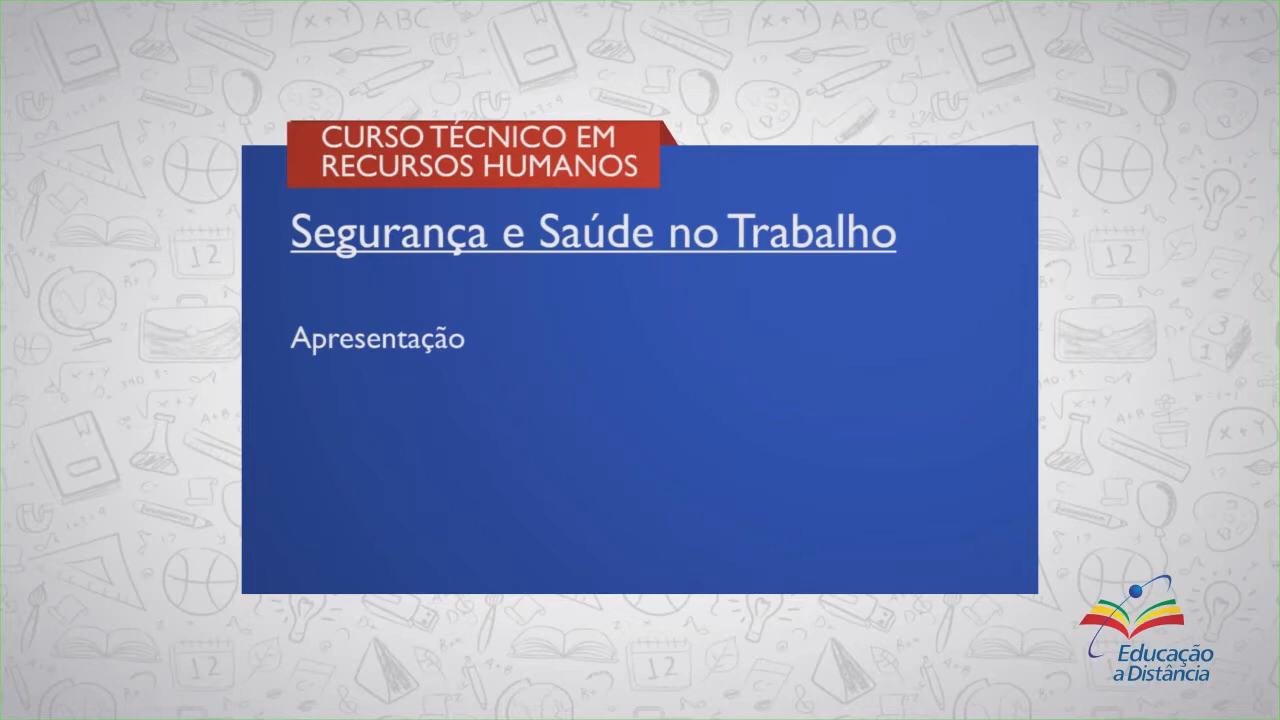 CURSO TÉCNICO EM
RECURSOS HUMANOS
Segurança e Saúde no Trabalho
Apresentação
Educação
a Distância